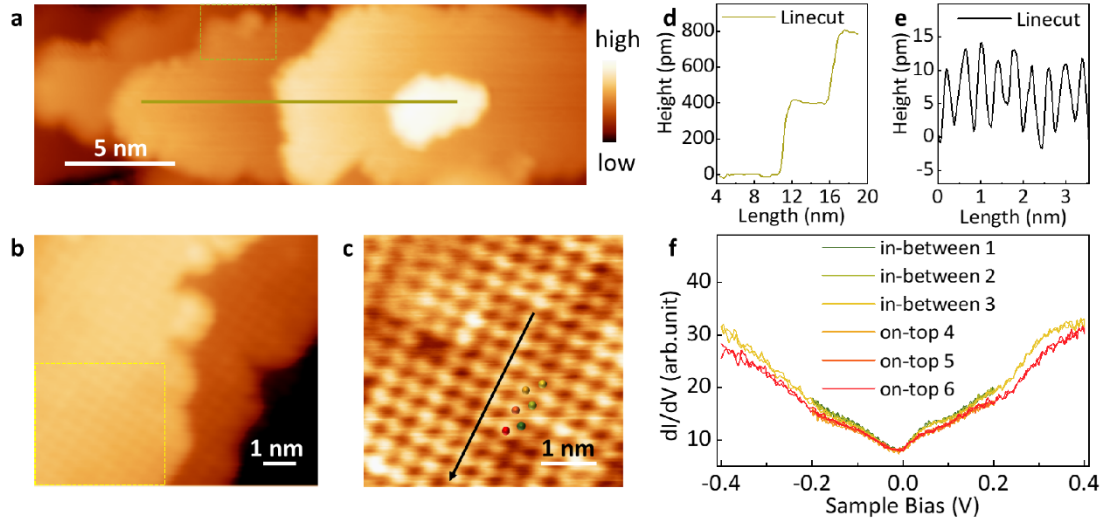 a
high
low
5 nm
d
Linecut
Height (pm)
800
600
400
200
0
4
8
12
16
20
Length (nm)
e
Linecut
Height (pm)
15
10
5
0
-5
0
1
2
3
Length (nm)
b
1 nm
c
1 nm
f
in-between 1
in-between 2
in-between 3
on-top 4
on-top 5
on-top 6
dI/dV (arb.unit)
40
30
20
10
-0.4
-0.2
0.0
0.2
0.4
Sample Bias (V)